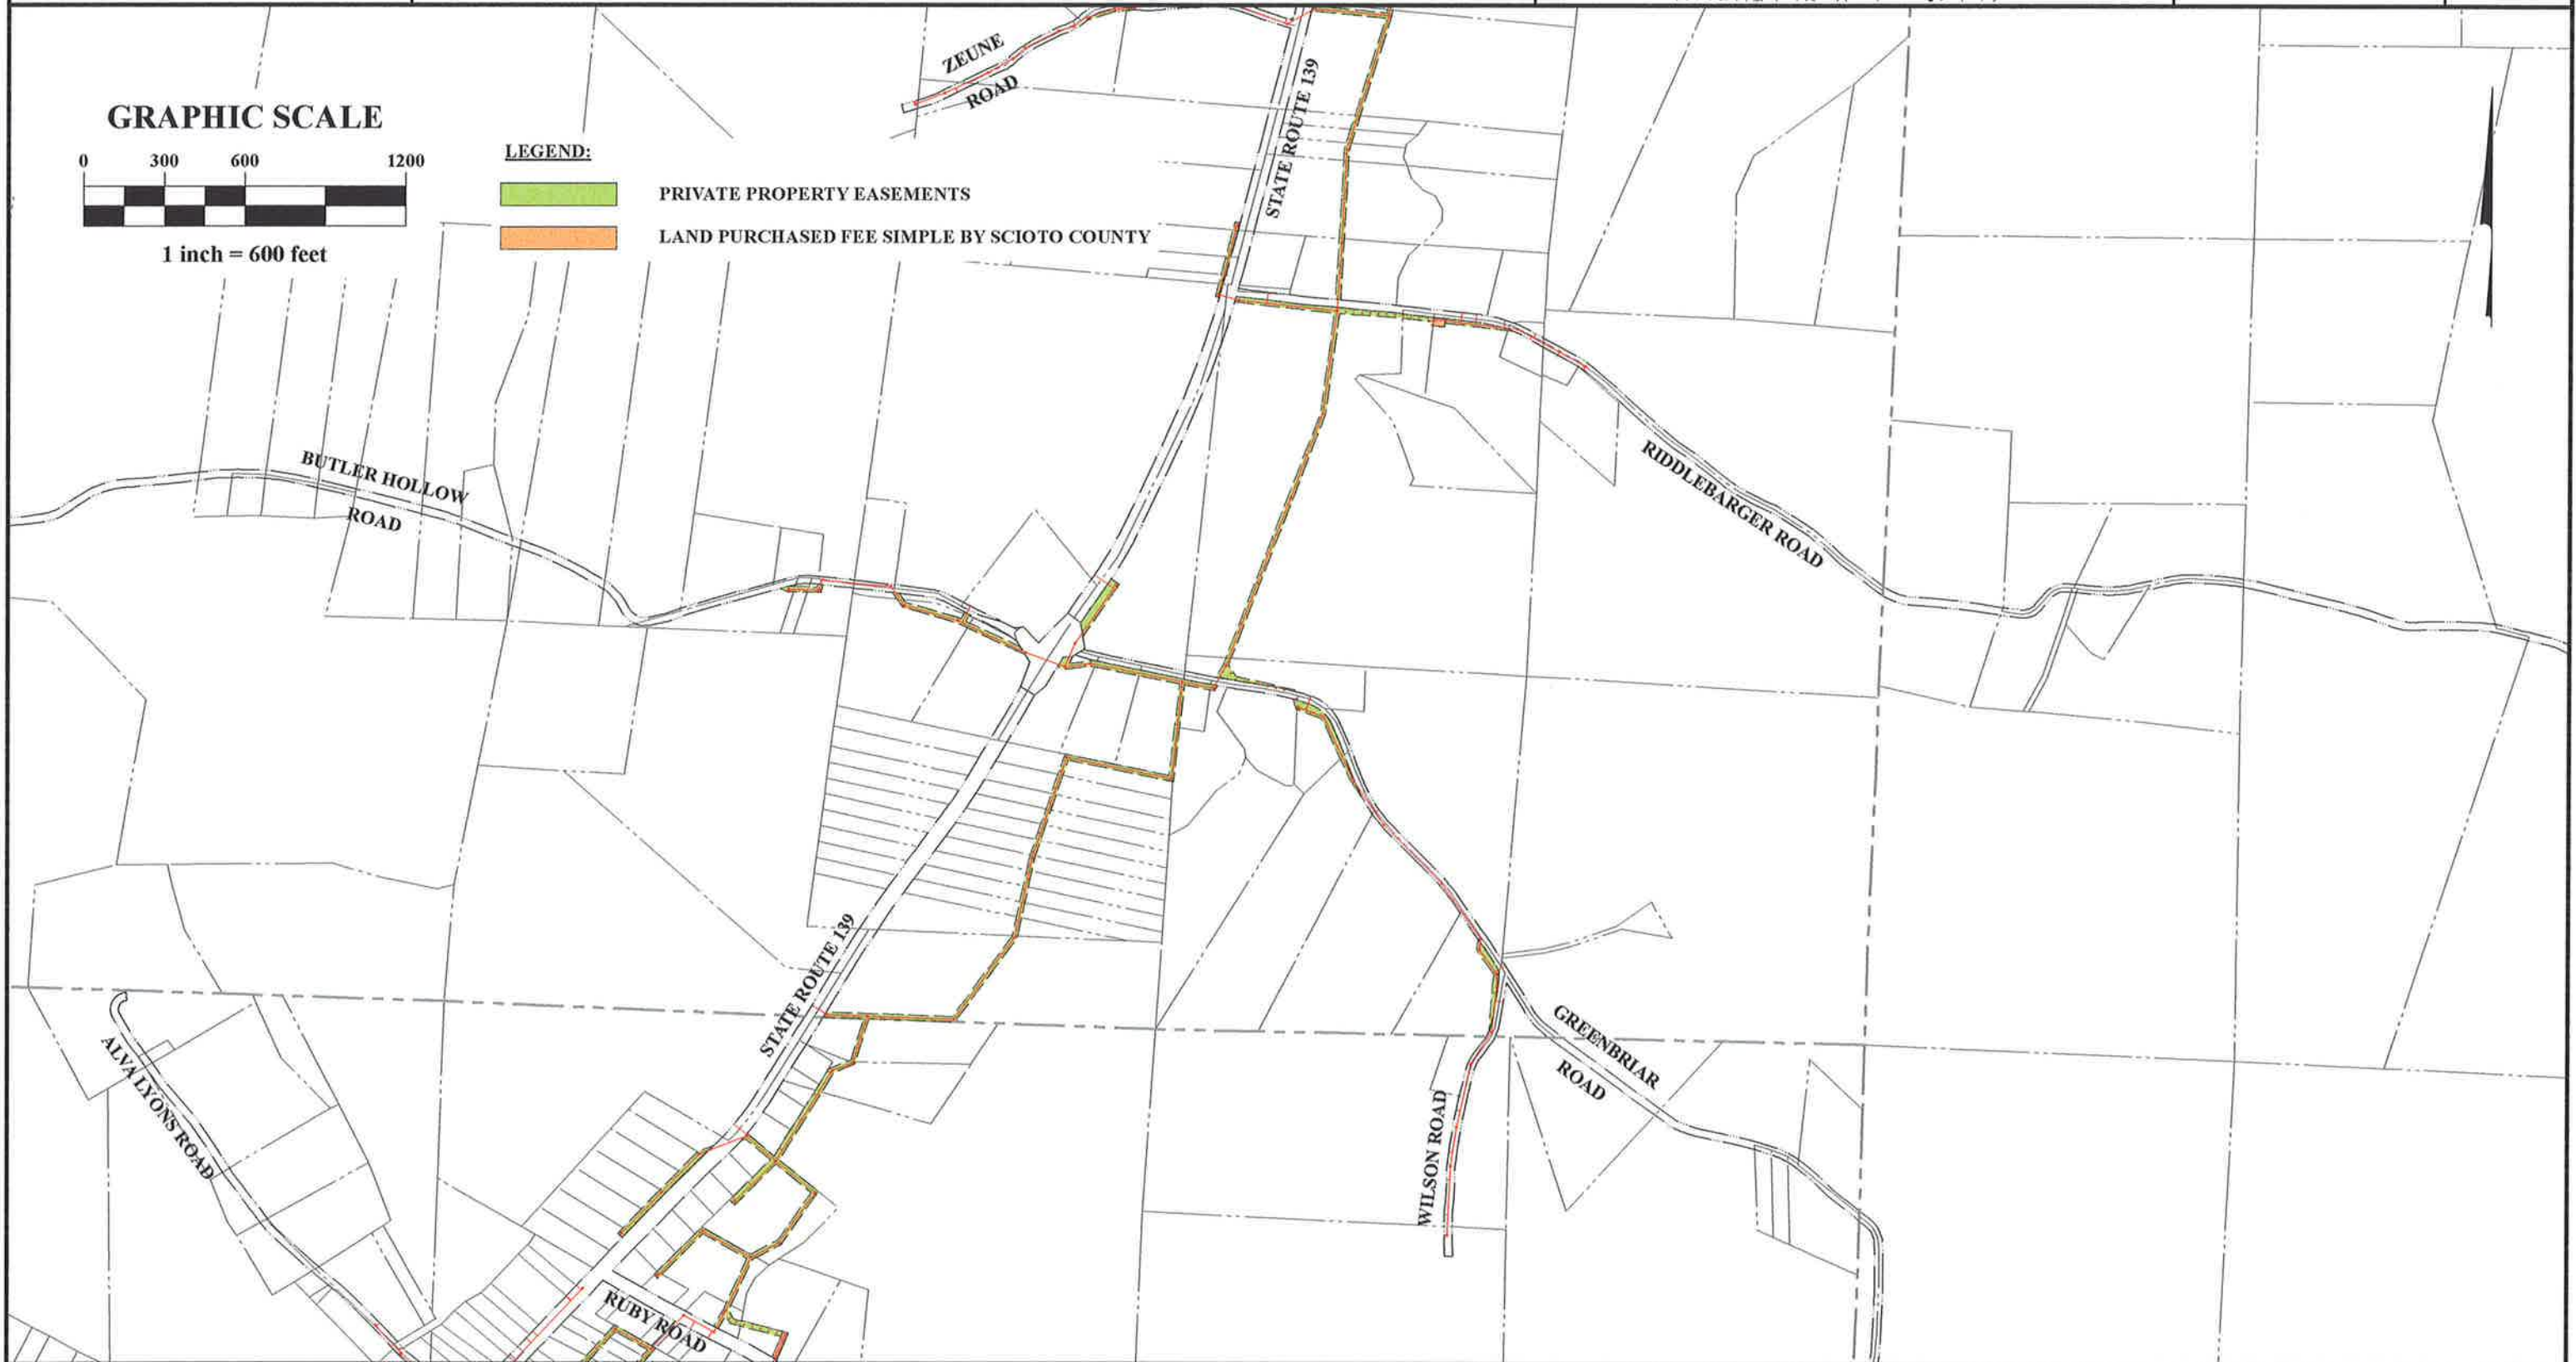 ZEUNE
ROAD
STATE ROUTE 139
GRAPHIC SCALE
0 300 600 1200
1 inch = 600 feet
LEGEND:
PRIVATE PROPERTY EASEMENTS
LAND PURCHASED FEE SIMPLE BY SCIOTO COUNTY
BUTLER HOLLOW
ROAD
RIDDLEBARGER ROAD
STATE ROUTE 139
ALVA LYONS ROAD
GREENBRIAR
ROAD
WILSON ROAD
RUBY ROAD